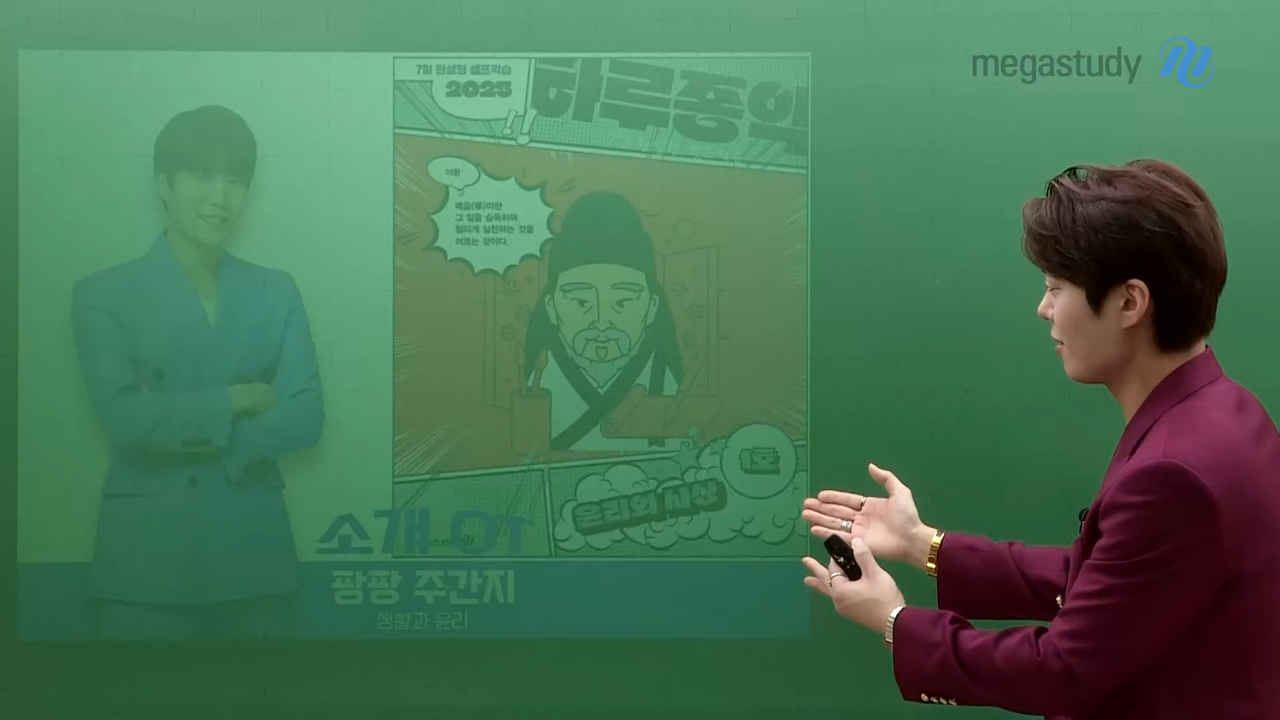 megastudy
7일 완성형 셀프학습
2025
하루종익
!!
이몽
배움(學)이란
그 일을 습득하여
참되게 실천하는 것을
이르는 것이다.
1호
윤리와 사상
소개 OT
팡팡 주간지
생활과 윤리